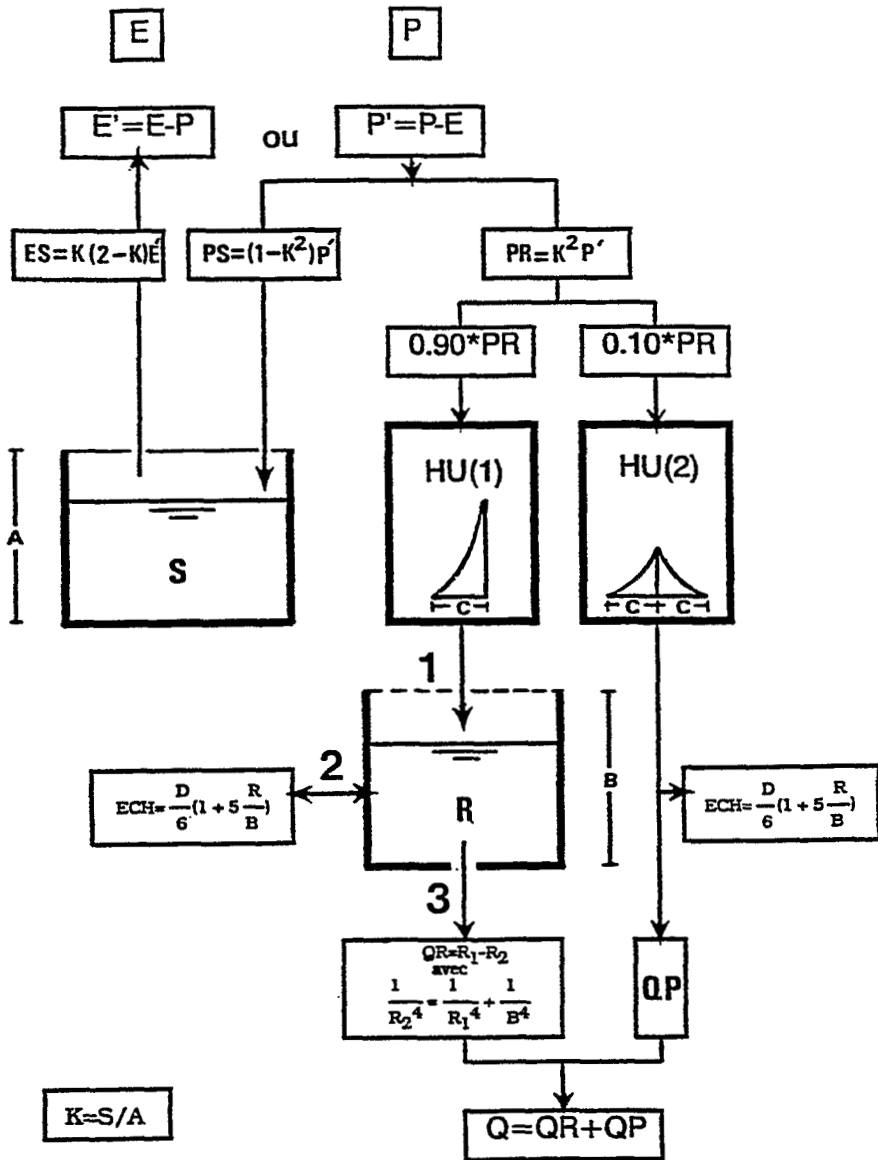 E
P
E'=E-P
ou
P'=P-E
ES=K(2-K)E'
PS=(1-K²)P'
PR=K²P'
0.90*PR
0.10*PR
HU(1)
HU(2)
C
C
C
A
S
1
2
R
B
3
ECH=D/6(1+5R/B)
ECH=D/6(1+5R/B)
QR=R₁-R₂
avec
1/R₂⁴=1/R₁⁴+1/B⁴
QP
K=S/A
Q=QR+QP